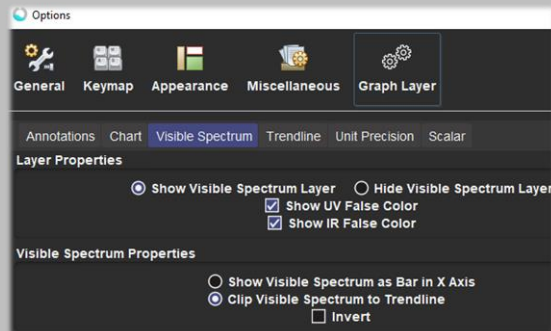 Options
General Keymap Appearance Miscellaneous Graph Layer
Annotations Chart Visible Spectrum Trendline Unit Precision Scalar
Layer Properties
Show Visible Spectrum Layer Hide Visible Spectrum Layer
Show UV False Color
Show IR False Color
Visible Spectrum Properties
Show Visible Spectrum as Bar in X Axis
Clip Visible Spectrum to Trendline
Invert